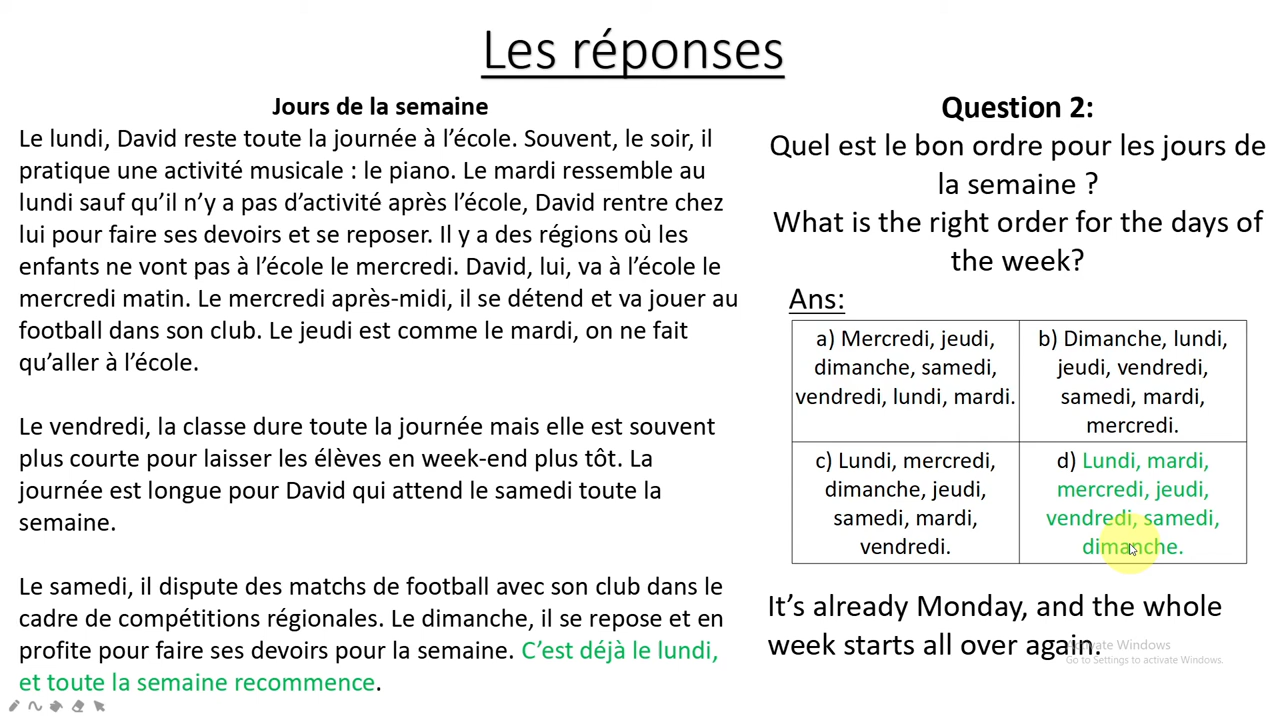 Les réponses
Jours de la semaine
Le lundi, David reste toute la journée à l’école. Souvent, le soir, il
pratique une activité musicale : le piano. Le mardi ressemble au
lundi sauf qu’il n’y a pas d’activité après l’école, David rentre chez
lui pour faire ses devoirs et se reposer. Il y a des régions où les
enfants ne vont pas à l’école le mercredi. David, lui, va à l’école le
mercredi matin. Le mercredi après-midi, il se détend et va jouer au
football dans son club. Le jeudi est comme le mardi, on ne fait
qu’aller à l’école.
Le vendredi, la classe dure toute la journée mais elle est souvent
plus courte pour laisser les élèves en week-end plus tôt. La
journée est longue pour David qui attend le samedi toute la
semaine.
Le samedi, il dispute des matchs de football avec son club dans le
cadre de compétitions régionales. Le dimanche, il se repose et en
profite pour faire ses devoirs pour la semaine. C’est déjà le lundi,
et toute la semaine recommence.
Question 2:
Quel est le bon ordre pour les jours de
la semaine ?
What is the right order for the days of
the week?
Ans:
a) Mercredi, jeudi,
dimanche, samedi,
vendredi, lundi, mardi.
b) Dimanche, lundi,
jeudi, vendredi,
samedi, mardi,
mercredi.
c) Lundi, mercredi,
dimanche, jeudi,
samedi, mardi,
vendredi.
d) Lundi, mardi,
mercredi, jeudi,
vendredi, samedi,
dimanche.
It’s already Monday, and the whole
week starts all over again.
Activate Windows
Go to Settings to activate Windows.